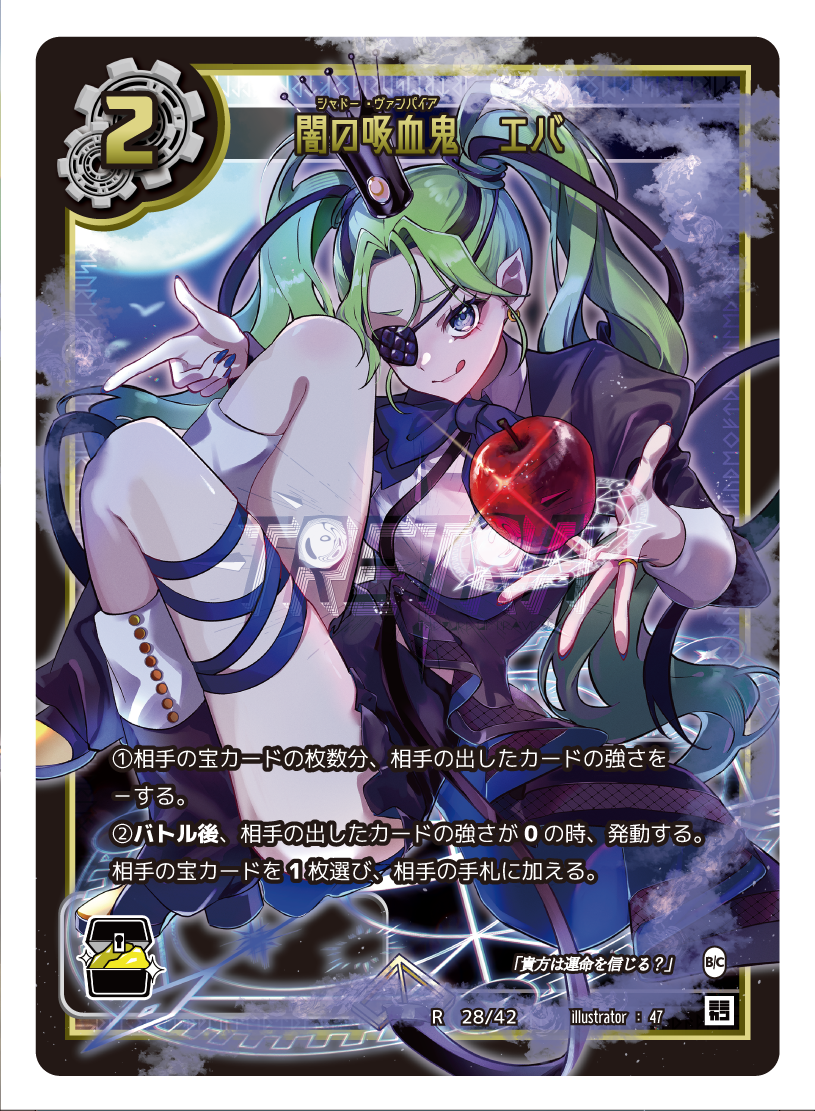 2
シャドー・ヴァンパイア
闇の吸血鬼 エバ
TRETOKI
①相手の宝カードの枚数分、相手の出したカードの強さを
－する。
②バトル後、相手の出したカードの強さが0の時、発動する。
相手の宝カードを1枚選び、相手の手札に加える。
「貴方は運命を信じる？」
B/C
R 28/42
illustrator : 47